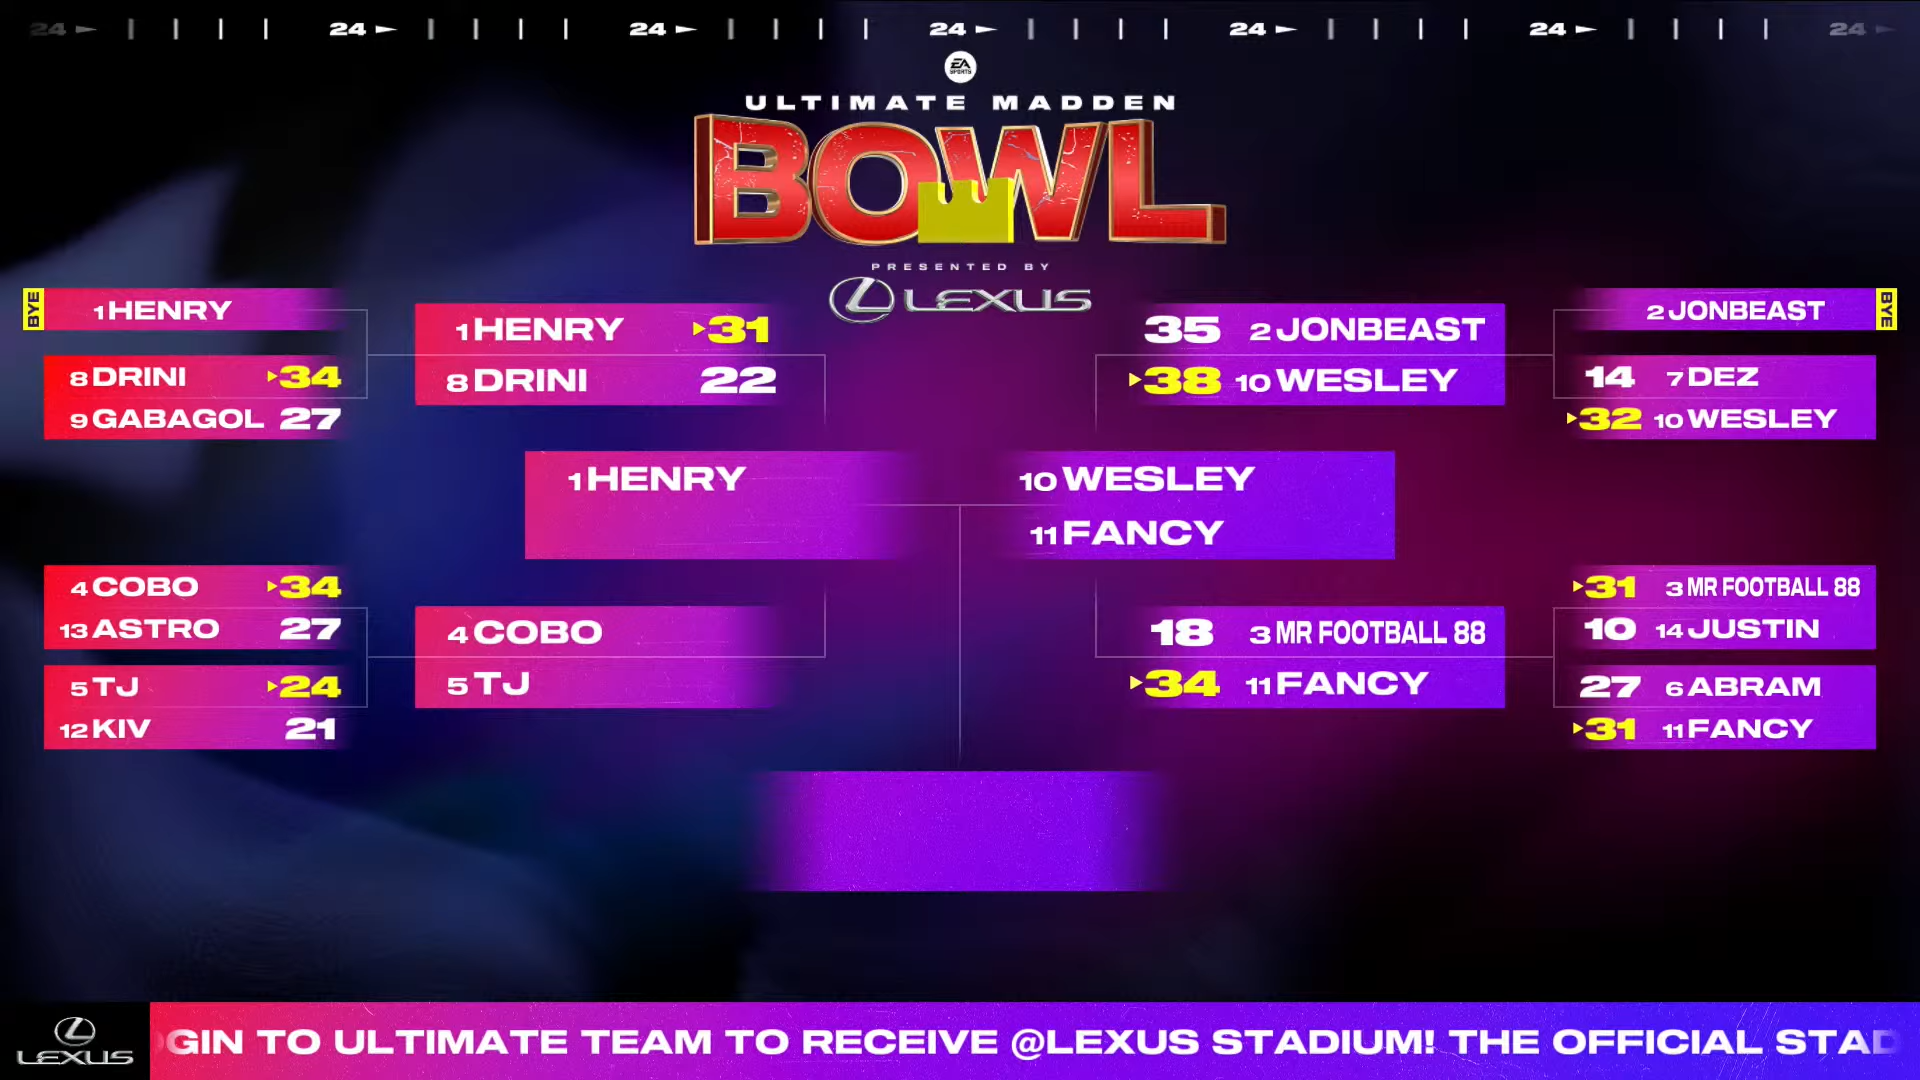 24 24 24 24 24 24 24
EA SPORTS
ULTIMATE MADDEN
BOWL
PRESENTED BY
LEXUS
BYE 1 HENRY
8 DRINI 34
9 GABAGOL 27
1 HENRY 31
8 DRINI 22
35 2 JONBEAST
38 10 WESLEY
2 JONBEAST BYE
14 7 DEZ
32 10 WESLEY
1 HENRY
10 WESLEY
11 FANCY
4 COBO 34
13 ASTRO 27
5 TJ 24
12 KIV 21
4 COBO
5 TJ
18 3 MR FOOTBALL 88
34 11 FANCY
31 3 MR FOOTBALL 88
10 14 JUSTIN
27 6 ABRAM
31 11 FANCY
LEXUS
GIN TO ULTIMATE TEAM TO RECEIVE @LEXUS STADIUM! THE OFFICIAL STAD